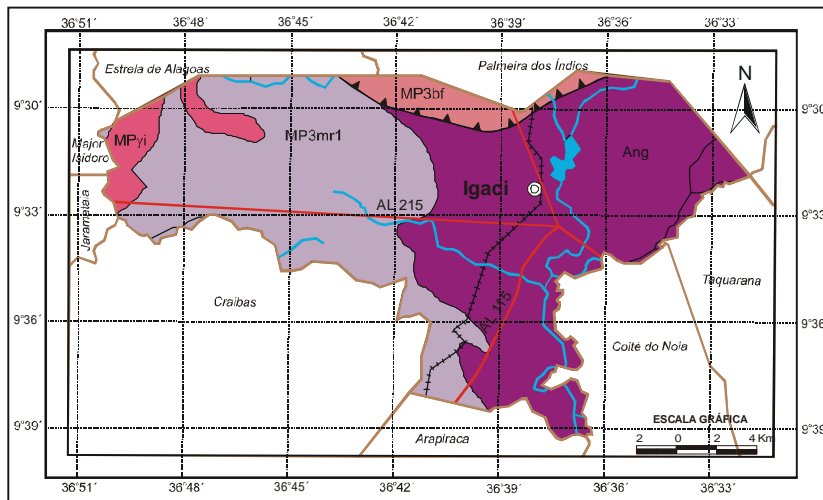 36°51' 36°48' 36°45' 36°42' 36°39' 36°36' 36°33'
Estrela de Alagoas
Palmeira dos Índios
N
9°30' 9°30'
MP3bf
MPγi
MP3mr1
Major
Isidoro
Ang
Igaci
AL 215
9°33' 9°33'
Jaramataia
Taquarana
Craibas
AL 115
9°36' 9°36'
Coité do Noia
ESCALA GRÁFICA
9°39' 9°39'
Arapiraca
2 0 2 4 Km
36°51' 36°48' 36°45' 36°42' 36°39' 36°36' 36°33'